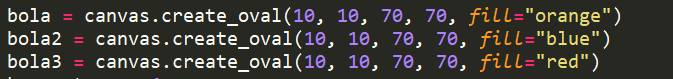 bola = canvas.create_oval(10, 10, 70, 70, fill="orange")
bola2 = canvas.create_oval(10, 10, 70, 70, fill="blue")
bola3 = canvas.create_oval(10, 10, 70, 70, fill="red")